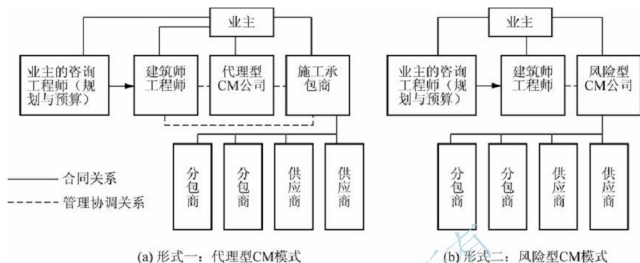 业主
业主的咨询
工程师（规
划与预算）
建筑师
工程师
代理型
CM公司
施工承
包商
分包商
分包商
供应商
供应商
合同关系
管理协调关系
(a) 形式一：代理型CM模式
业主
业主的咨询
工程师（规
划与预算）
建筑师
工程师
风险型
CM公司
分包商
分包商
供应商
供应商
(b) 形式二：风险型CM模式